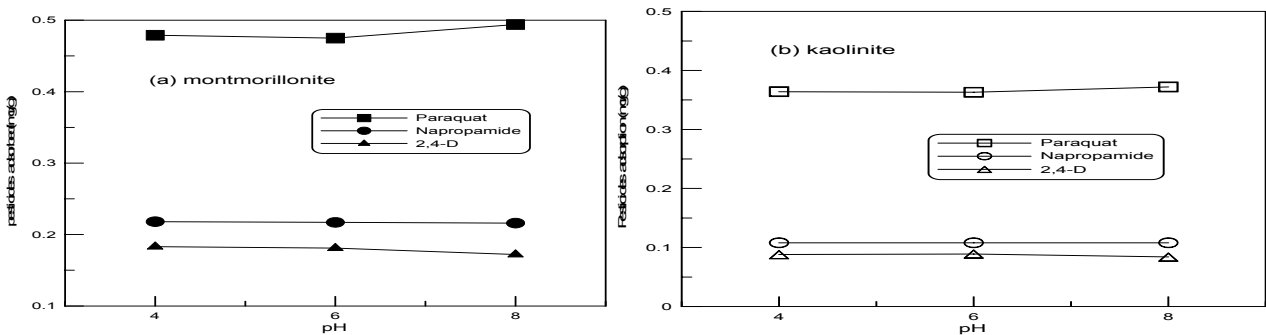 0.5
0.4
0.3
0.2
0.1
(a) montmorillonite
Paraquat
Napropamide
2,4-D
4 6 8
pH
0.5
0.4
0.3
0.2
0.1
0
(b) kaolinite
Paraquat
Napropamide
2,4-D
4 6 8
pH